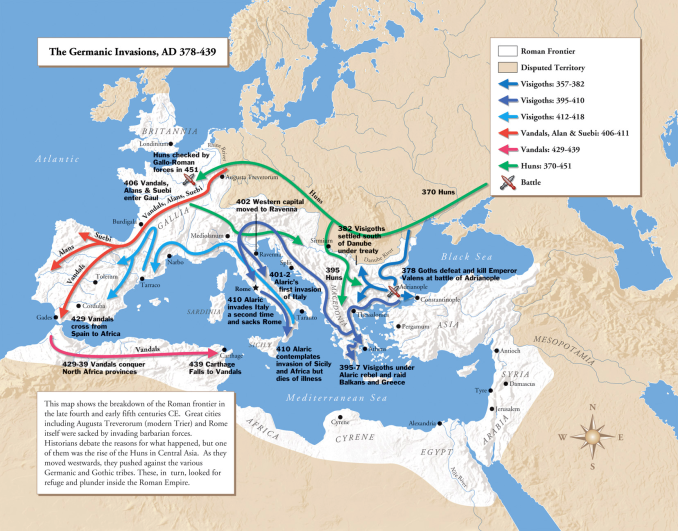 The Germanic Invasions, AD 378-439
Roman Frontier
Disputed Territory
Visigoths: 357-382
Visigoths: 395-410
Visigoths: 412-418
Vandals, Alan & Suebi: 406-411
Vandals: 429-439
Huns: 370-451
Battle
BRITANNIA
Londinium
Atlantic
Huns checked by
Gallo-Roman
forces in 451
Rhine River
Augusta Treverorum
406 Vandals,
Alans & Suebi
enter Gaul
Vandals, Alans, Suebi
Huns
370 Huns
402 Western capital
moved to Ravenna
GALLIA
Burdigali
Mediolanum
Sirmium
382 Visigoths
settled south
of Danube
under treaty
Danube River
Black Sea
Suebi
Alans
Vandals
Narbo
Ravenna
Split
395
Huns
378 Goths defeat and kill Emperor
Valens at battle of Adrianople
Adrianople
Constantinople
Toletum
Tarraco
Rome
401-2
Alaric's
first invasion
of Italy
MACEDONIA
Thessalonica
Corduba
Gades
SARDINIA
410 Alaric
invades Italy
a second time
and sacks Rome
Taranto
Pergamum
ASIA
429 Vandals
cross from
Spain to Africa
Athens
SICILY
MESOPOTAMIA
Vandals
Carthage
Antioch
429-39 Vandals conquer
North Africa provinces
439 Carthage
Falls to Vandals
410 Alaric
contemplates
invasion of Sicily
and Africa but
dies of illness
395-7 Visigoths under
Alaric rebel and raid
Balkans and Greece
SYRIA
Damascus
Tyre
Mediterranean Sea
Jerusalem
This map shows the breakdown of the Roman frontier in
the late fourth and early fifth centuries CE. Great cities
including Augusta Treverorum (modern Trier) and Rome
itself were sacked by invading barbarian forces.
Historians debate the reasons for what happened, but one
of them was the rise of the Huns in Central Asia. As they
moved westwards, they pushed against the various
Germanic and Gothic tribes. These, in turn, looked for
refuge and plunder inside the Roman Empire.
AFRICA
Cyrene
CYRENE
Alexandria
EGYPT
ARABIA
Nile River
N
W
E
S